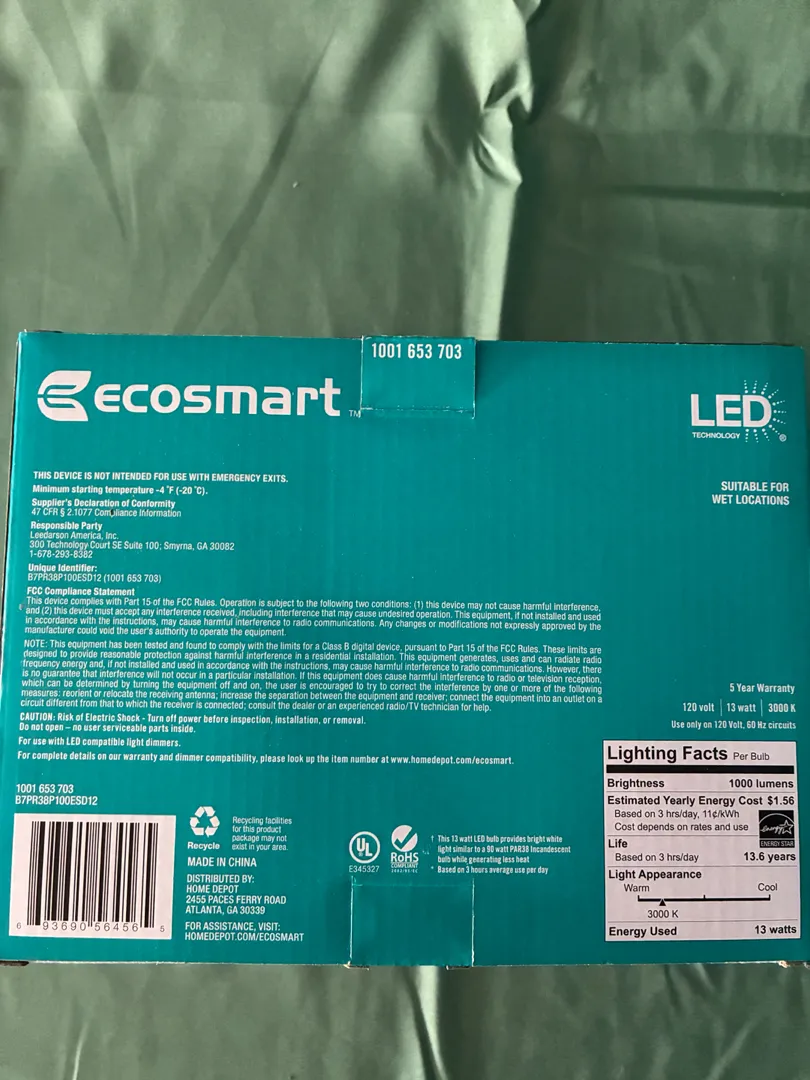 1001 653 703
ecosmart TM
LED
TECHNOLOGY ®
THIS DEVICE IS NOT INTENDED FOR USE WITH EMERGENCY EXITS.
Minimum starting temperature -4 °F (-20 °C).
Supplier's Declaration of Conformity
47 CFR § 2.1077 Compliance Information
Responsible Party
Leedarson America, Inc.
300 Technology Court SE Suite 100; Smyrna, GA 30082
1-678-293-8382
Unique Identifier:
B7PR38P100ESD12 (1001 653 703)
SUITABLE FOR
WET LOCATIONS
FCC Compliance Statement
This device complies with Part 15 of the FCC Rules. Operation is subject to the following two conditions: (1) this device may not cause harmful interference,
and (2) this device must accept any interference received, including interference that may cause undesired operation. This equipment, if not installed and used
in accordance with the instructions, may cause harmful interference to radio communications. Any changes or modifications not expressly approved by the
manufacturer could void the user's authority to operate the equipment.
NOTE: This equipment has been tested and found to comply with the limits for a Class B digital device, pursuant to Part 15 of the FCC Rules. These limits are
designed to provide reasonable protection against harmful interference in a residential installation. This equipment generates, uses and can radiate radio
frequency energy and, if not installed and used in accordance with the instructions, may cause harmful interference to radio communications. However, there
is no guarantee that interference will not occur in a particular installation. If this equipment does cause harmful interference to radio or television reception,
which can be determined by turning the equipment off and on, the user is encouraged to try to correct the interference by one or more of the following
measures: reorient or relocate the receiving antenna; increase the separation between the equipment and receiver; connect the equipment into an outlet on a
circuit different from that to which the receiver is connected; consult the dealer or an experienced radio/TV technician for help.
CAUTION: Risk of Electric Shock - Turn off power before inspection, installation, or removal.
Do not open – no user serviceable parts inside.
For use with LED compatible light dimmers.
For complete details on our warranty and dimmer compatibility, please look up the item number at www.homedepot.com/ecosmart.
5 Year Warranty
120 volt | 13 watt | 3000 K
Use only on 120 Volt, 60 Hz circuits
1001 653 703
B7PR38P100ESD12
6 93690 56456 5
Recycle
Recycling facilities
for this product
package may not
exist in your area.
MADE IN CHINA
DISTRIBUTED BY:
HOME DEPOT
2455 PACES FERRY ROAD
ATLANTA, GA 30339
FOR ASSISTANCE, VISIT:
HOMEDEPOT.COM/ECOSMART
UL
E345327
RoHS
COMPLIANT
† This 13 watt LED bulb provides bright white
light similar to a 90 watt PAR38 Incandescent
bulb while generating less heat
* Based on 3 hours average use per day
Lighting Facts Per Bulb
Brightness 1000 lumens
Estimated Yearly Energy Cost $1.56
Based on 3 hrs/day, 11¢/kWh
Cost depends on rates and use
energy
ENERGY STAR
Life
Based on 3 hrs/day 13.6 years
Light Appearance
Warm Cool
3000 K
Energy Used 13 watts